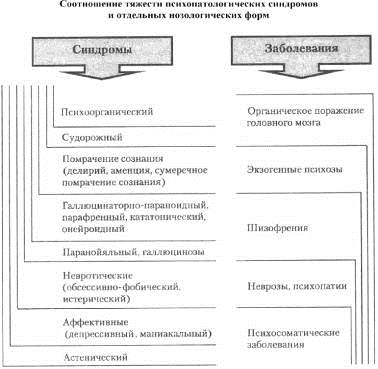 Соотношение тяжести психопатологических синдромов
и отдельных нозологических форм
Синдромы
Заболевания
Психоорганический
Судорожный
Помрачение сознания
(делирий, аменция, сумеречное
помрачение сознания)
Галлюцинаторно-параноидный,
парафренный, кататонический,
онейроидный
Паранойяльный, галлюцинозы
Невротические
(обсессивно-фобический,
истерический)
Аффективные
(депрессивный, маниакальный)
Астенический
Органическое поражение
головного мозга
Экзогенные психозы
Шизофрения
Неврозы, психопатии
Психосоматические
заболевания